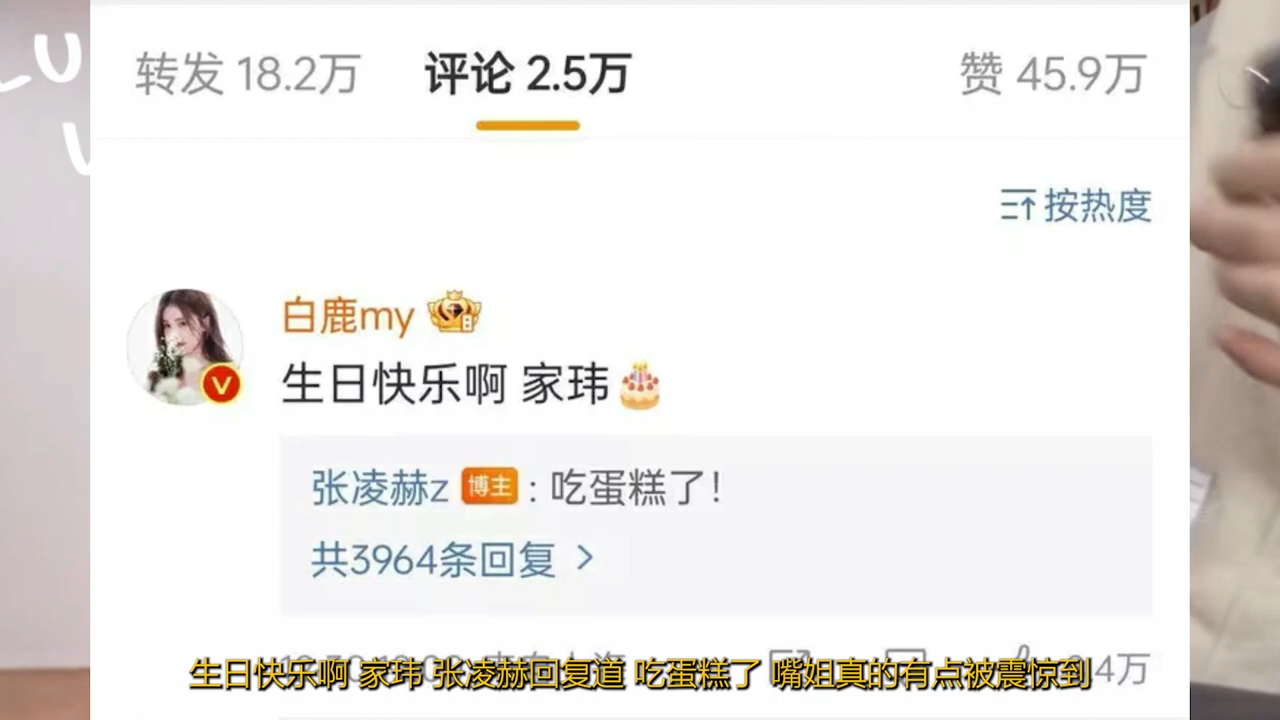 转发 18.2万 评论 2.5万 赞 45.9万
按热度
白鹿my
生日快乐啊 家玮🎂
张凌赫z 博主：吃蛋糕了！
共3964条回复 >
生日快乐啊 家玮 张凌赫回复道 吃蛋糕了 嘴姐真的有点被震惊到